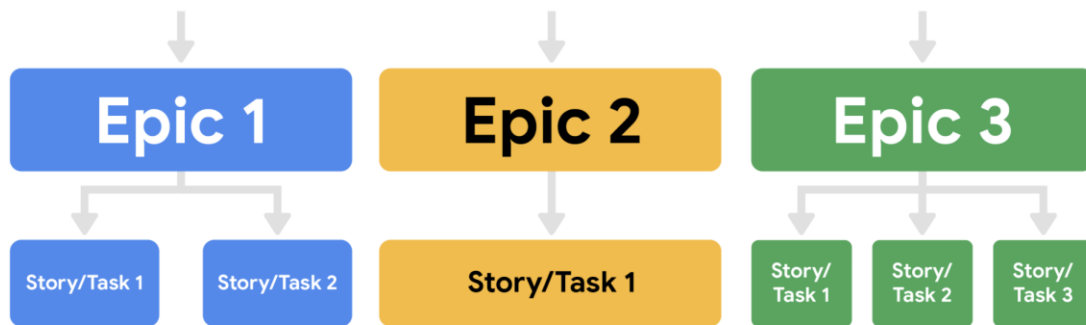 Epic 1
Epic 2
Epic 3
Story/Task 1
Story/Task 2
Story/Task 1
Story/
Task 1
Story/
Task 2
Story/
Task 3